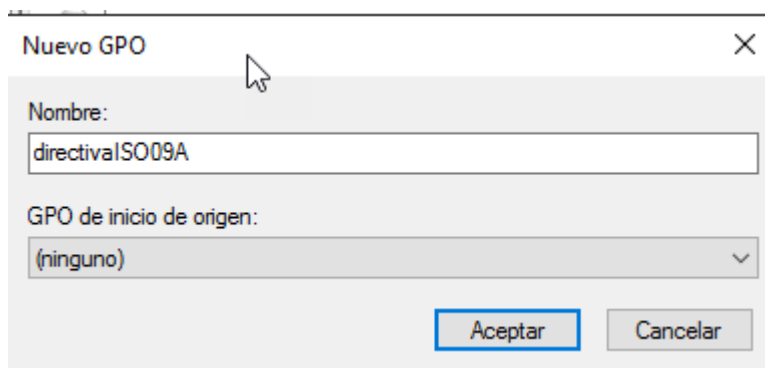 Nuevo GPO
Nombre:
directivaISO09A
GPO de inicio de origen:
(ninguno)
Aceptar
Cancelar